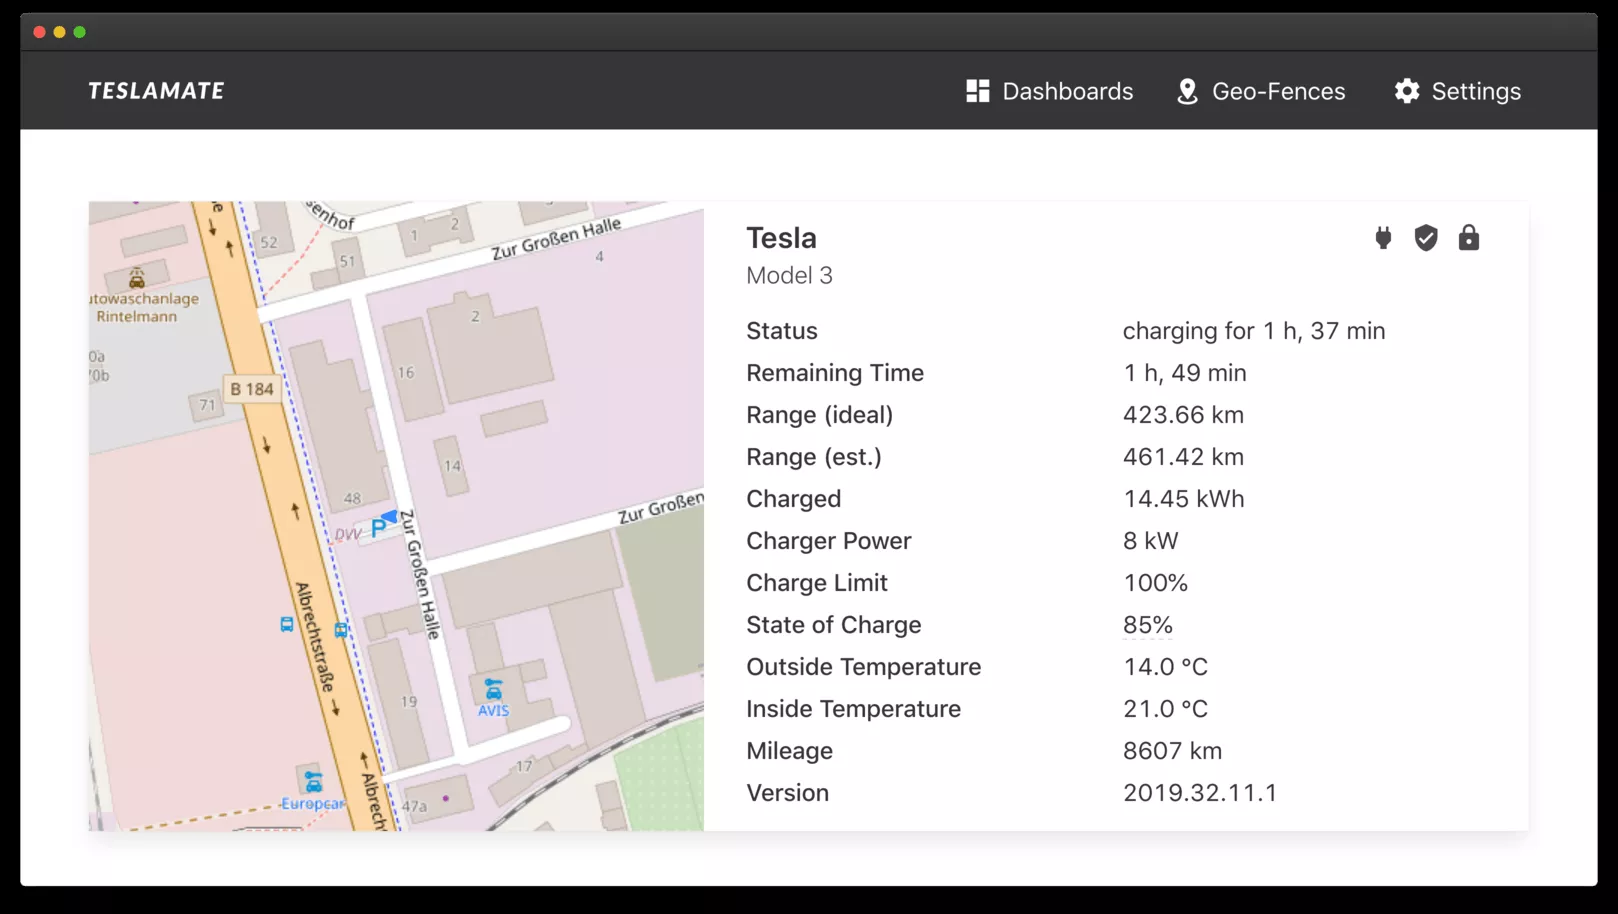 TESLAMATE
Dashboards
Geo-Fences
Settings
senhof
52
1
2
51
Zur Großen Halle
4
utowaschanlage
Rintelmann
2
0a
70b
16
B 184
71
14
48
Zur Großen
DVV
P
Zur Großen Halle
Albrechtstraße
19
AVIS
17
Europcar
47a
Albrecht
Tesla
Model 3
Status charging for 1 h, 37 min
Remaining Time 1 h, 49 min
Range (ideal) 423.66 km
Range (est.) 461.42 km
Charged 14.45 kWh
Charger Power 8 kW
Charge Limit 100%
State of Charge 85%
Outside Temperature 14.0 °C
Inside Temperature 21.0 °C
Mileage 8607 km
Version 2019.32.11.1